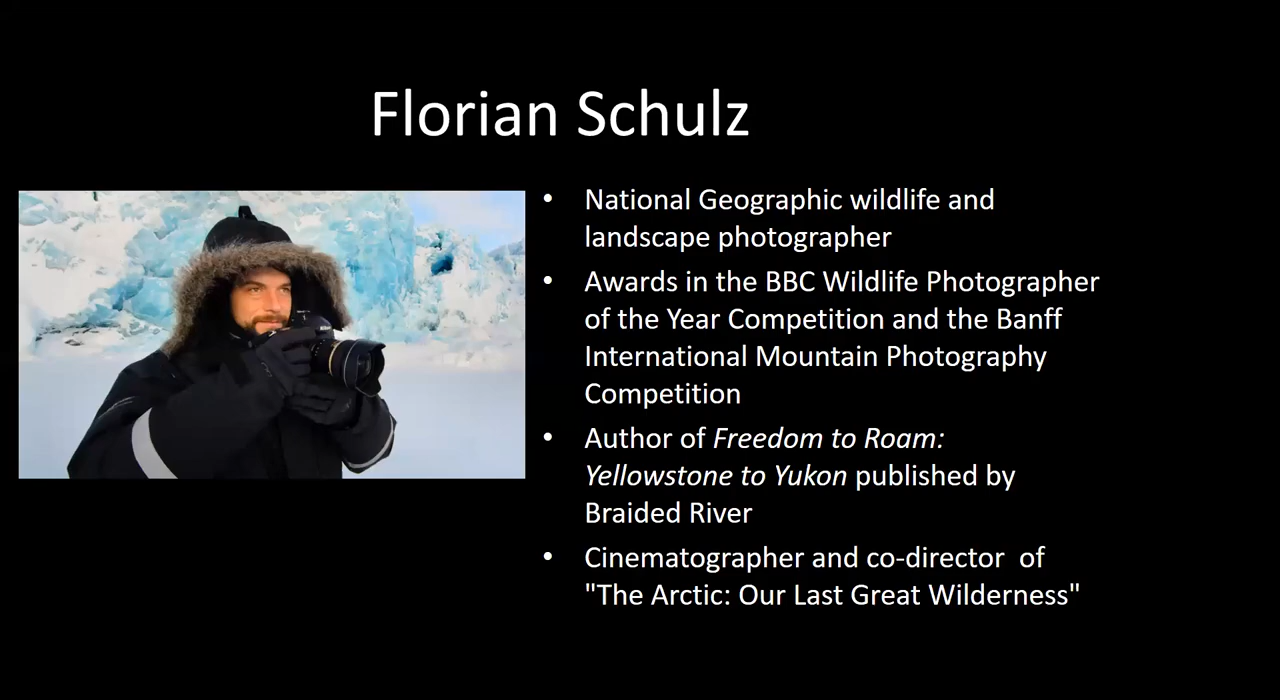 Florian Schulz
• National Geographic wildlife and
landscape photographer
• Awards in the BBC Wildlife Photographer
of the Year Competition and the Banff
International Mountain Photography
Competition
• Author of Freedom to Roam:
Yellowstone to Yukon published by
Braided River
• Cinematographer and co-director  of
"The Arctic: Our Last Great Wilderness"